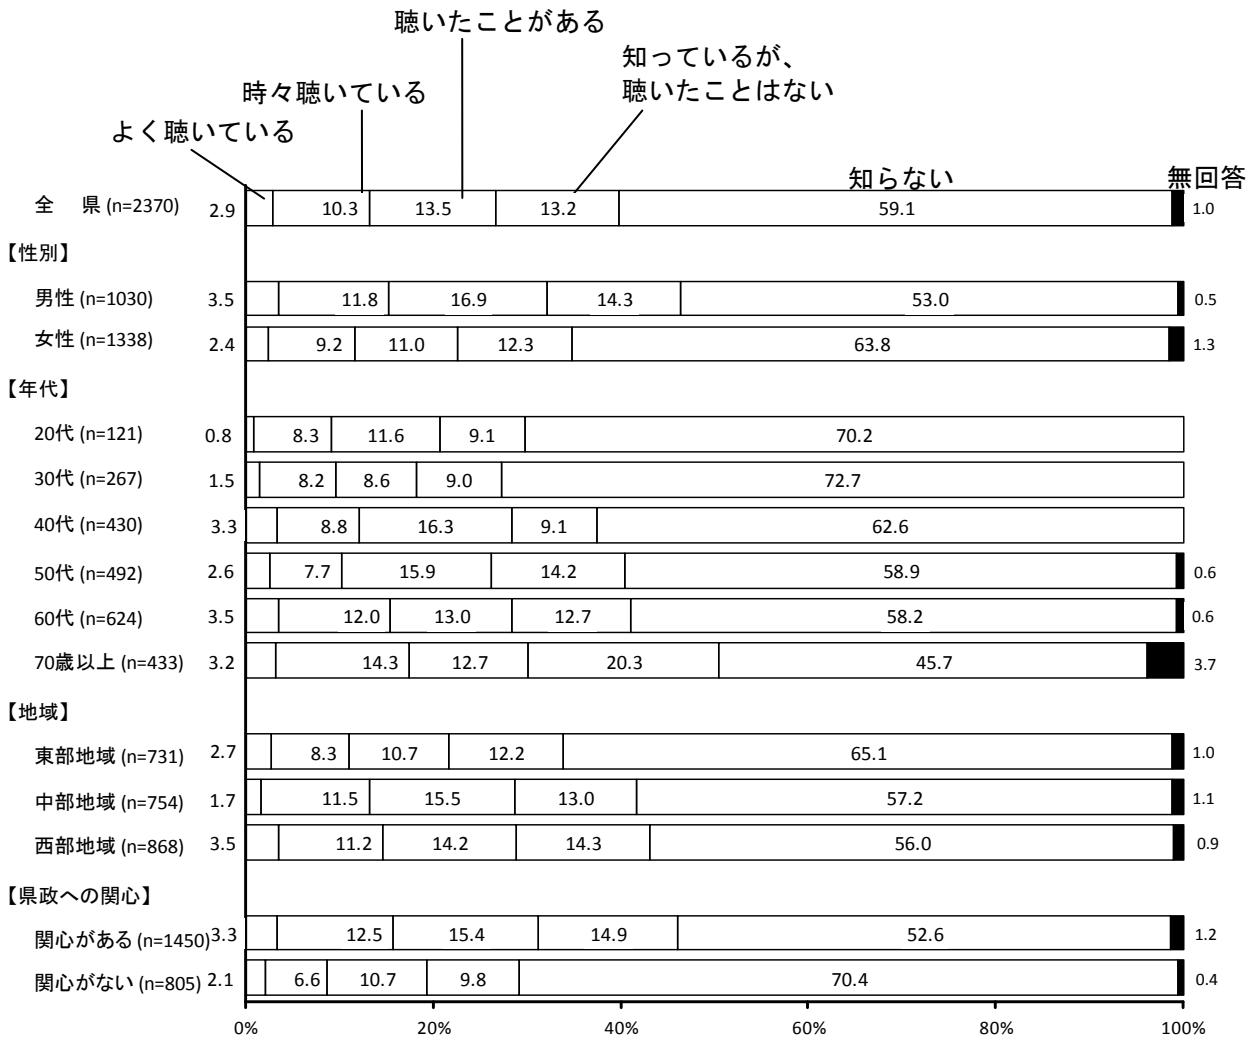 聴いたことがある
知っているが、
聴いたことはない
時々聴いている
よく聴いている
知らない 無回答
全 県 (n=2370) 2.9 10.3 13.5 13.2 59.1 1.0
【性別】
男性 (n=1030) 3.5 11.8 16.9 14.3 53.0 0.5
女性 (n=1338) 2.4 9.2 11.0 12.3 63.8 1.3
【年代】
20代 (n=121) 0.8 8.3 11.6 9.1 70.2
30代 (n=267) 1.5 8.2 8.6 9.0 72.7
40代 (n=430) 3.3 8.8 16.3 9.1 62.6
50代 (n=492) 2.6 7.7 15.9 14.2 58.9 0.6
60代 (n=624) 3.5 12.0 13.0 12.7 58.2 0.6
70歳以上 (n=433) 3.2 14.3 12.7 20.3 45.7 3.7
【地域】
東部地域 (n=731) 2.7 8.3 10.7 12.2 65.1 1.0
中部地域 (n=754) 1.7 11.5 15.5 13.0 57.2 1.1
西部地域 (n=868) 3.5 11.2 14.2 14.3 56.0 0.9
【県政への関心】
関心がある (n=1450) 3.3 12.5 15.4 14.9 52.6 1.2
関心がない (n=805) 2.1 6.6 10.7 9.8 70.4 0.4
0% 20% 40% 60% 80% 100%